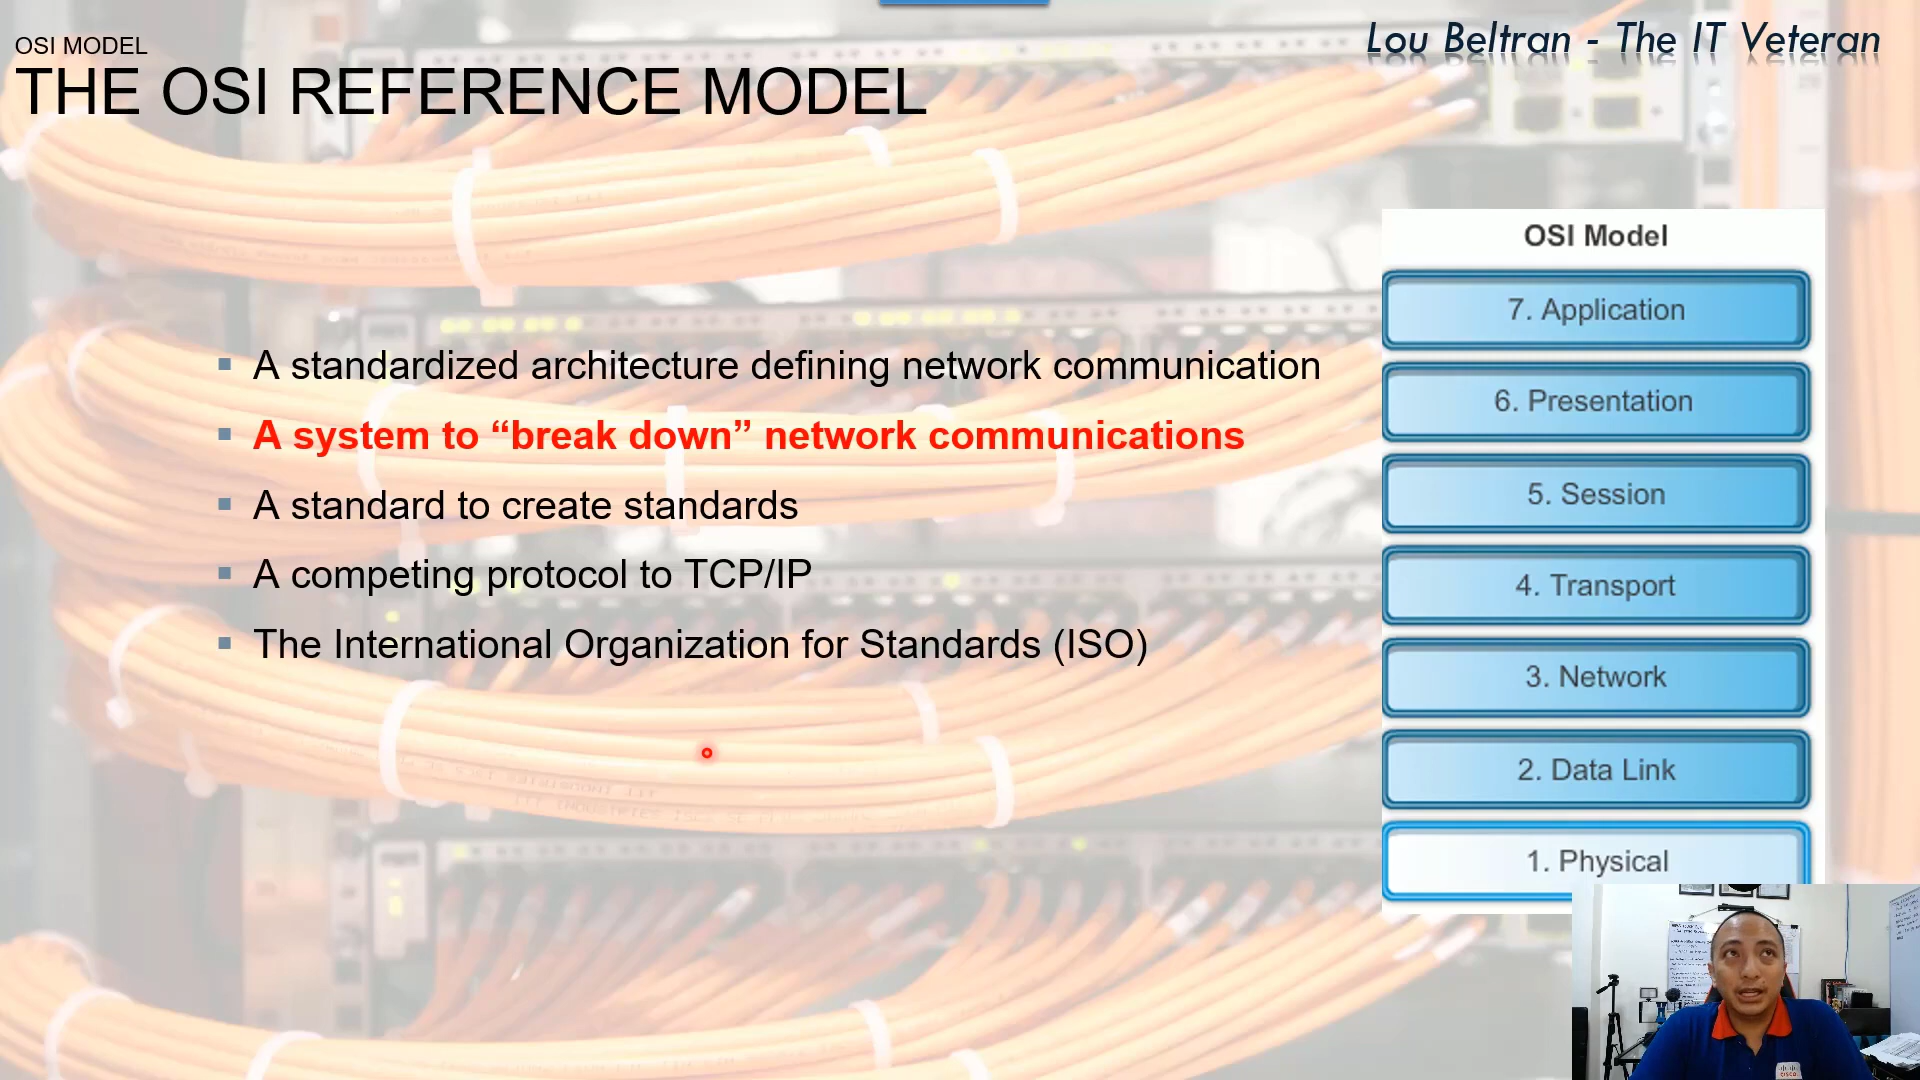 OSI MODEL
THE OSI REFERENCE MODEL
Lou Beltran - The IT Veteran
A standardized architecture defining network communication
A system to “break down” network communications
A standard to create standards
A competing protocol to TCP/IP
The International Organization for Standards (ISO)
OSI Model
7. Application
6. Presentation
5. Session
4. Transport
3. Network
2. Data Link
1. Physical